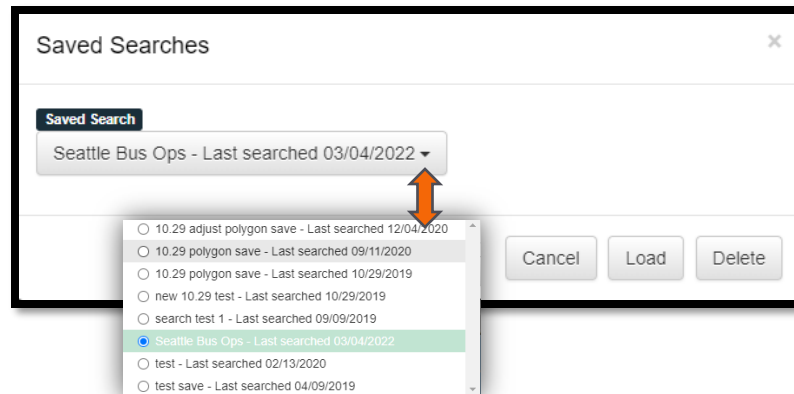 Saved Searches
×
Saved Search
Seattle Bus Ops - Last searched 03/04/2022
10.29 adjust polygon save - Last searched 12/04/2020
10.29 polygon save - Last searched 09/11/2020
10.29 polygon save - Last searched 10/29/2019
new 10.29 test - Last searched 10/29/2019
search test 1 - Last searched 09/09/2019
Seattle Bus Ops - Last searched 03/04/2022
test - Last searched 02/13/2020
test save - Last searched 04/09/2019
Cancel Load Delete